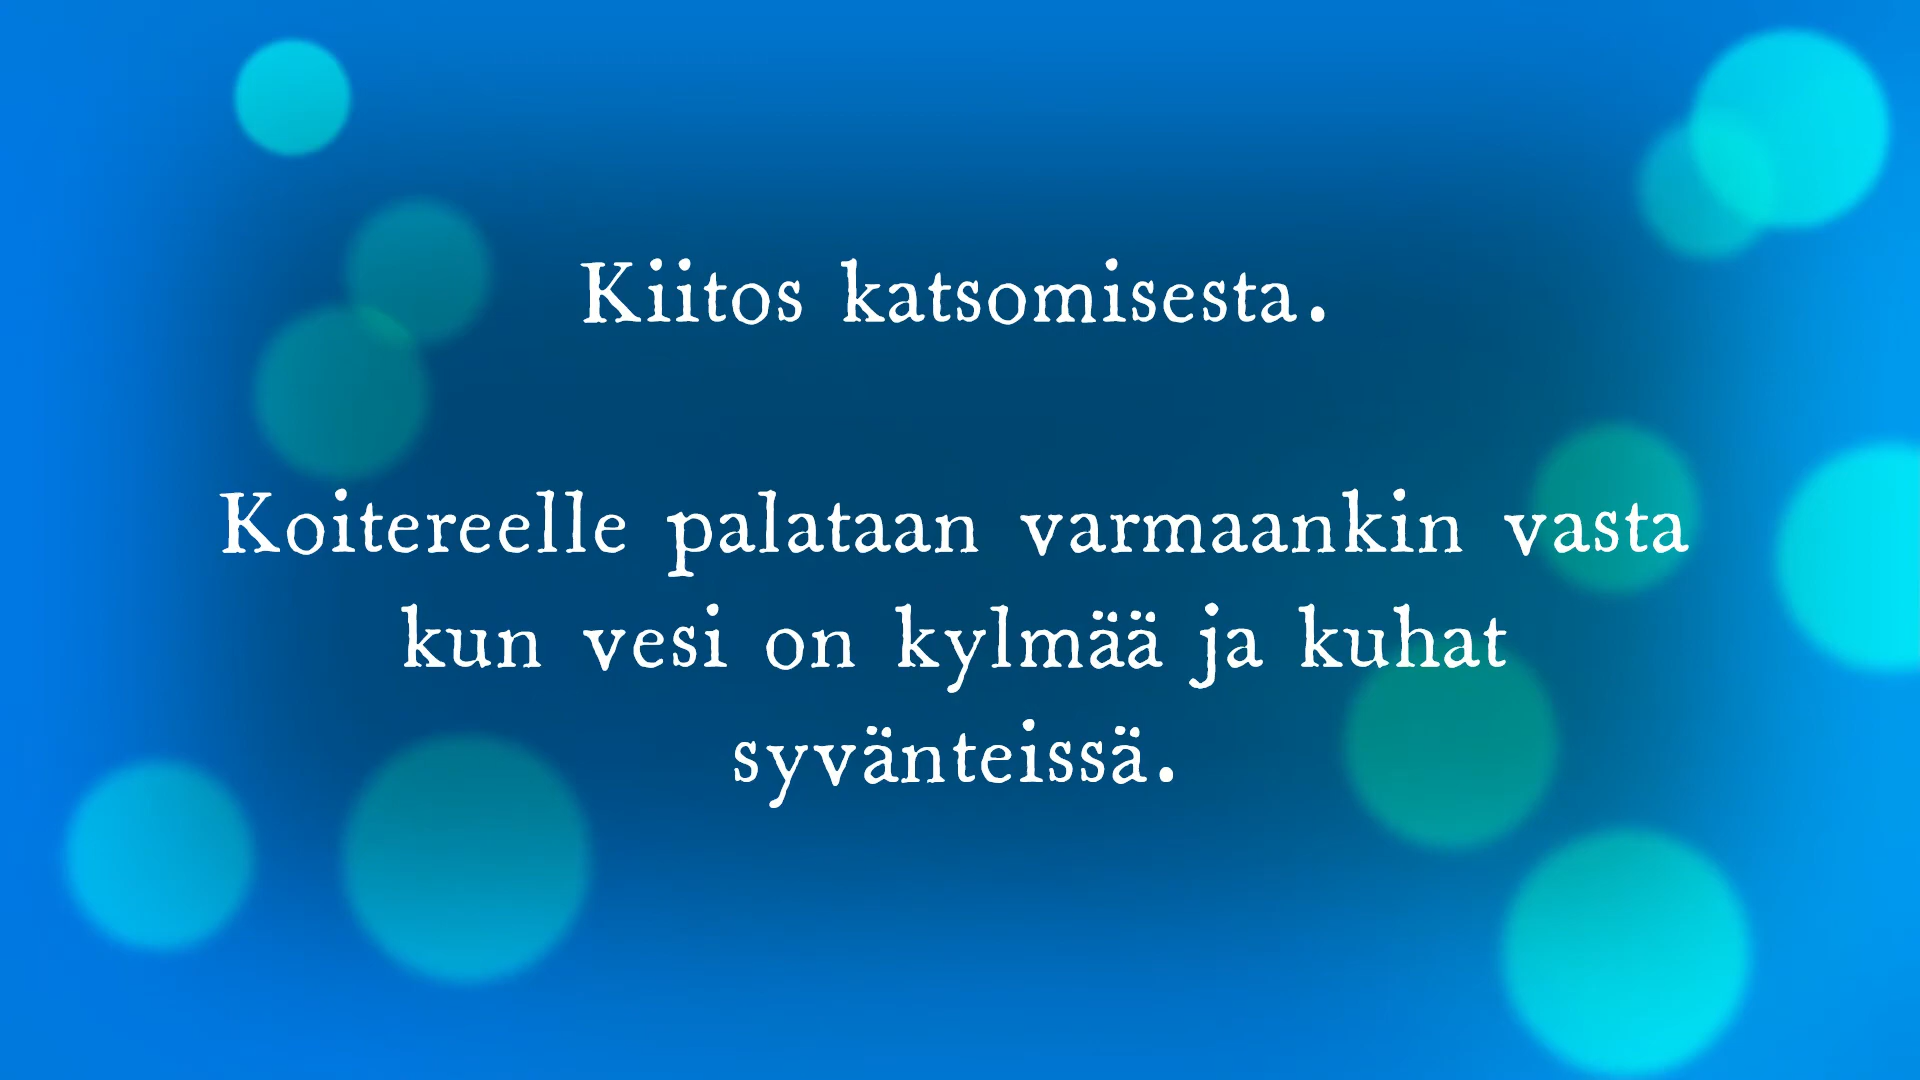 Kiitos katsomisesta.
Koitereelle palataan varmaankin vasta
kun vesi on kylmää ja kuhat
syvänteissä.